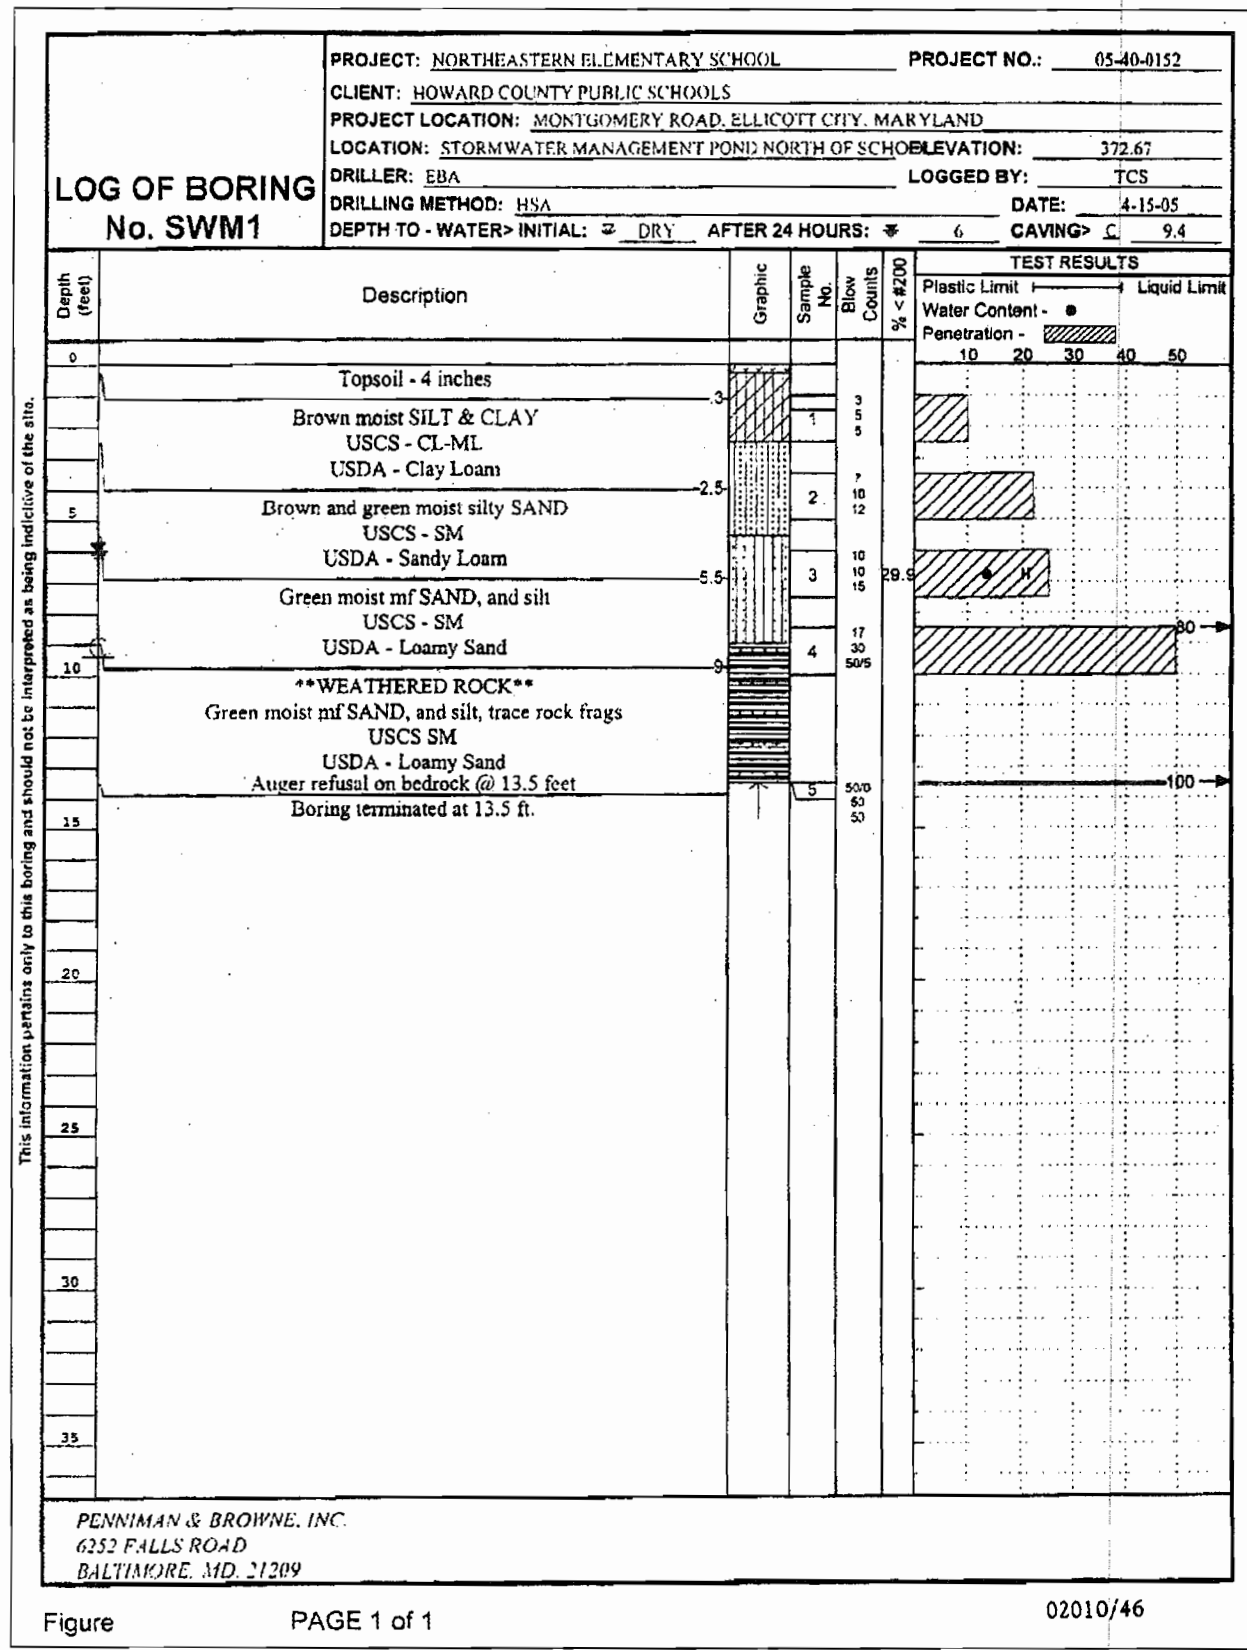 LOG OF BORING
No. SWM1
PROJECT: NORTHEASTERN ELEMENTARY SCHOOL PROJECT NO.: 05-40-0152
CLIENT: HOWARD COUNTY PUBLIC SCHOOLS
PROJECT LOCATION: MONTGOMERY ROAD, ELLICOTT CITY, MARYLAND
LOCATION: STORMWATER MANAGEMENT POND NORTH OF SCHOELEVATION: 372.67
DRILLER: EBA LOGGED BY: TCS
DRILLING METHOD: HSA DATE: 4-15-05
DEPTH TO - WATER> INITIAL: DRY AFTER 24 HOURS: 6 CAVING> C 9.4
Depth (feet)
Description
Graphic
Sample No.
Blow Counts
% < #200
TEST RESULTS
Plastic Limit Liquid Limit
Water Content - ●
Penetration -
10 20 30 40 50
0
Topsoil - 4 inches
.3
3
5
5
1
Brown moist SILT & CLAY
USCS - CL-ML
USDA - Clay Loam
2.5
Brown and green moist silty SAND
USCS - SM
USDA - Sandy Loam
5.5
2
10
12
5
Green moist mf SAND, and silt
USCS - SM
USDA - Loamy Sand
9
3
10
10
15
29.9
4
17
30
50/5
80
10
**WEATHERED ROCK**
Green moist mf SAND, and silt, trace rock frags
USCS SM
USDA - Loamy Sand
Auger refusal on bedrock @ 13.5 feet
Boring terminated at 13.5 ft.
5
50/0
50
50
100
15
20
25
30
35
This information pertains only to this boring and should not be interpreted as being indicitive of the site.
PENNIMAN & BROWNE, INC.
6252 FALLS ROAD
BALTIMORE, MD. 21209
Figure PAGE 1 of 1
02010/46